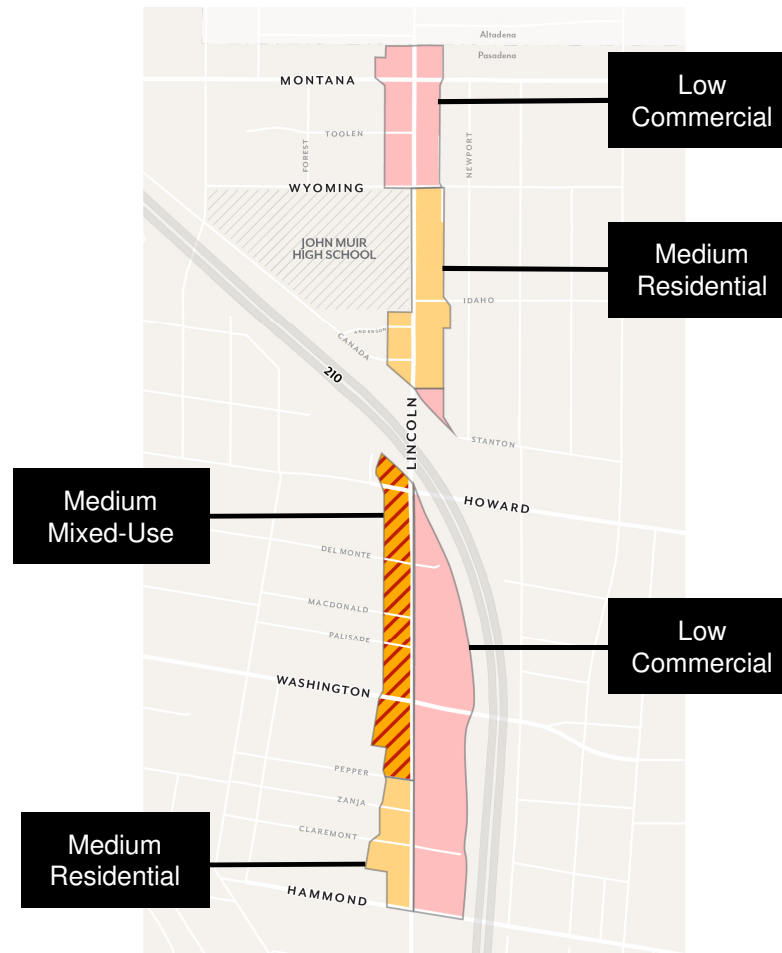 Altadena
Pasadena
MONTANA
Low
Commercial
TOOLEN
FOREST
NEWPORT
WYOMING
JOHN MUIR
HIGH SCHOOL
Medium
Residential
IDAHO
ANDERSON
CANADA
210
LINCOLN
STANTON
Medium
Mixed-Use
HOWARD
DEL MONTE
MACDONALD
Low
Commercial
PALISADE
WASHINGTON
PEPPER
ZANJA
Medium
Residential
CLAREMONT
HAMMOND